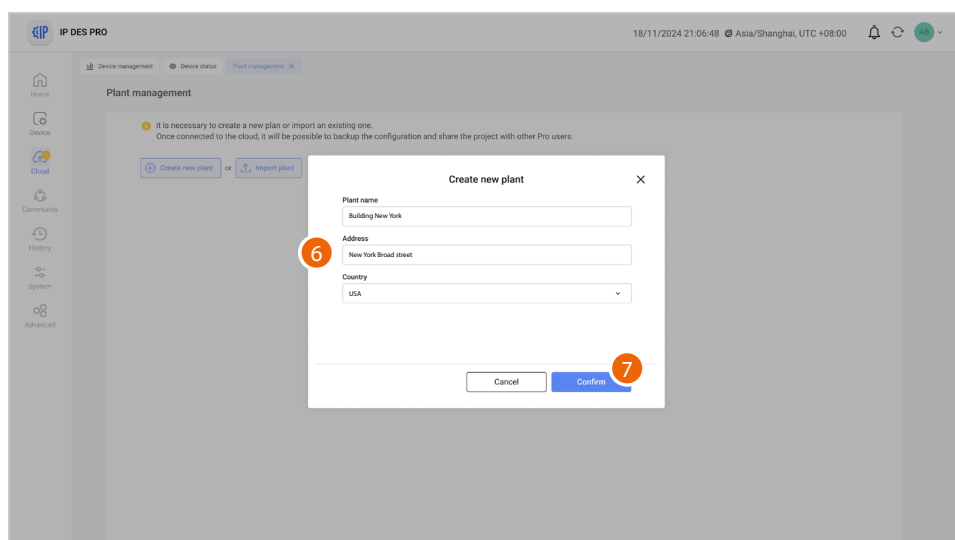 IP DES PRO
18/11/2024 21:06:48 Asia/Shanghai, UTC +08:00
AB
Device management
Device status
Plant management
Home
Device
Cloud
Community
History
System
Advanced
Plant management
it is necessary to create a new plan or import an existing one.
Once connected to the cloud, it will be possible to backup the configuration and share the project with other Pro users.
Create new plant or Import plant
Create new plant
Plant name
Building New York
Address
6
New York Broad street
Country
USA
7
Cancel
Confirm